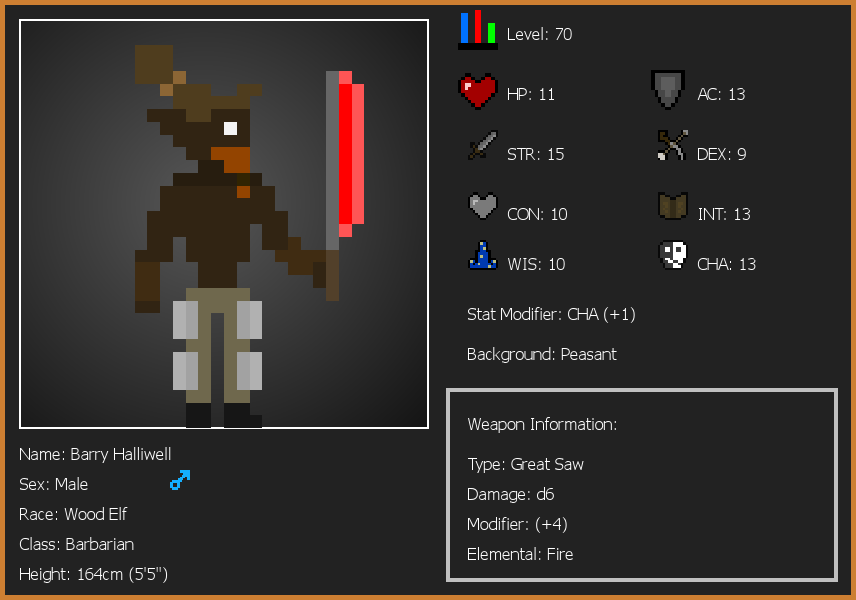 Level: 70
HP: 11
AC: 13
STR: 15
DEX: 9
CON: 10
INT: 13
WIS: 10
CHA: 13
Stat Modifier: CHA (+1)
Background: Peasant
Weapon Information:
Type: Great Saw
Damage: d6
Modifier: (+4)
Elemental: Fire
Name: Barry Halliwell
Sex: Male
Race: Wood Elf
Class: Barbarian
Height: 164cm (5'5")